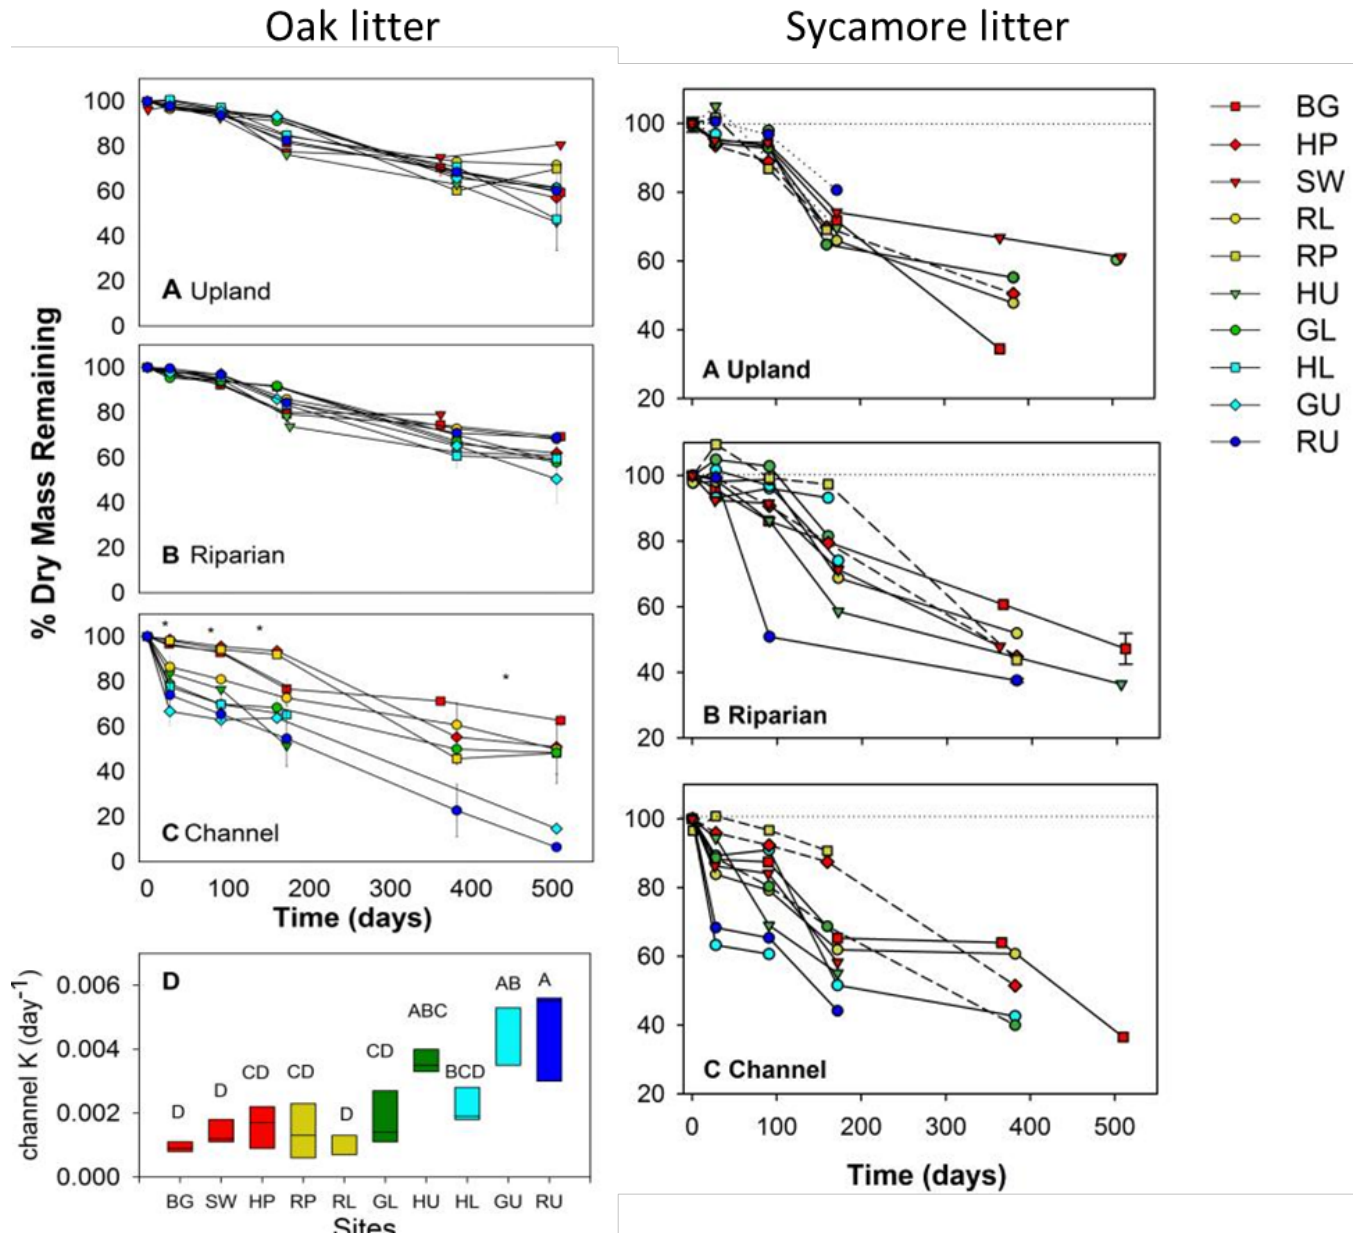 Oak litter
Sycamore litter
% Dry Mass Remaining
100
80
60
40
20
0
A Upland
100
80
60
40
20
0
B Riparian
*
*
*
*
100
80
60
40
20
0
C Channel
0 100 200 300 400 500
Time (days)
channel K (day-1)
0.006
0.004
0.002
0.000
D
D
D
CD
CD
D
CD
ABC
BCD
AB
A
BG SW HP RP RL GL HU HL GU RU
Sites
100
80
60
40
20
A Upland
100
80
60
40
20
B Riparian
100
80
60
40
20
C Channel
0 100 200 300 400 500
Time (days)
BG
HP
SW
RL
RP
HU
GL
HL
GU
RU